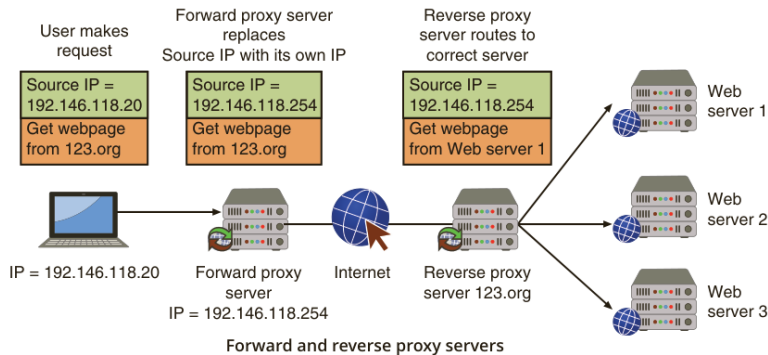 User makes
request
Source IP =
192.146.118.20
Get webpage
from 123.org
Forward proxy server
replaces
Source IP with its own IP
Source IP =
192.146.118.254
Get webpage
from 123.org
Reverse proxy
server routes to
correct server
Source IP =
192.146.118.254
Get webpage
from Web server 1
Web
server 1
Web
server 2
Web
server 3
IP = 192.146.118.20
Forward proxy
server
IP = 192.146.118.254
Internet
Reverse proxy
server 123.org
Forward and reverse proxy servers